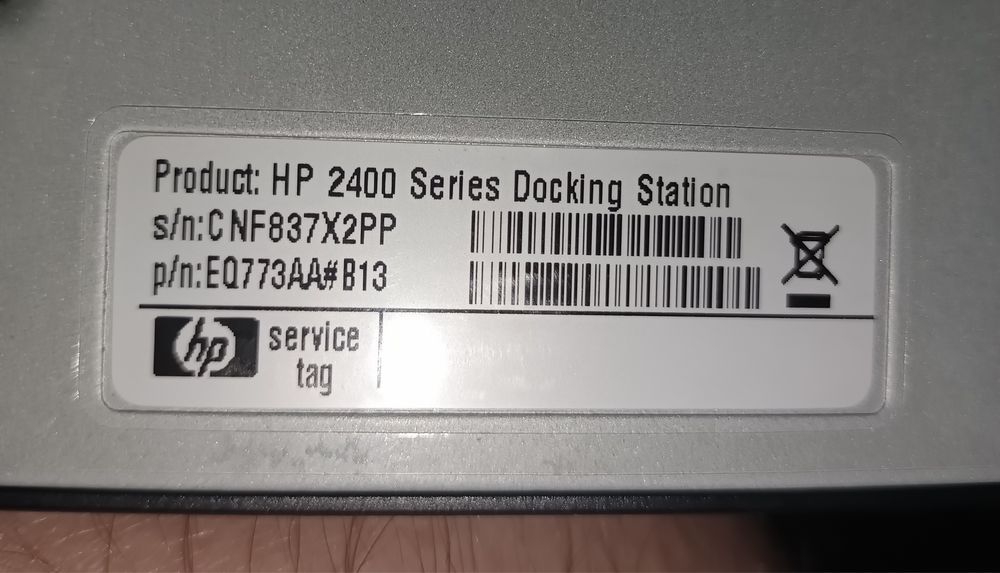 Product: HP 2400 Series Docking Station
s/n:CNF837X2PP
p/n:EQ773AA#B13
hp service
tag